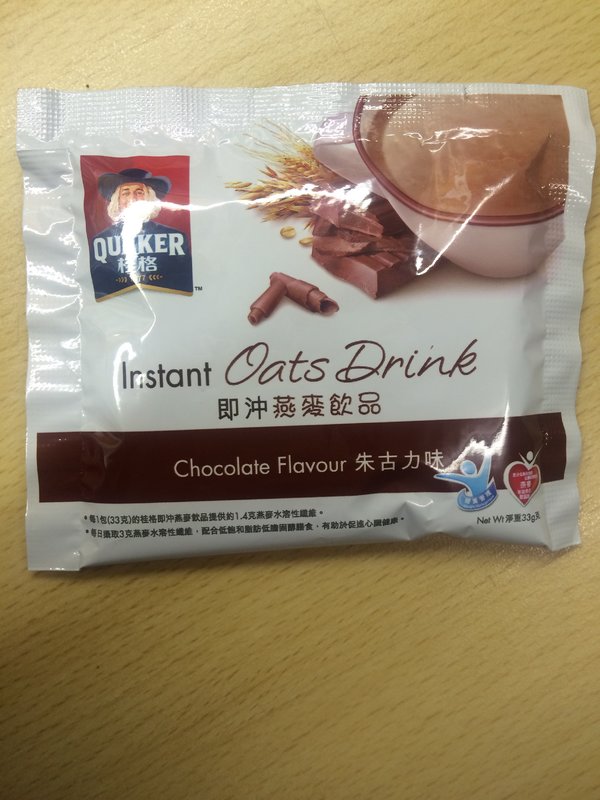 QUAKER
桂格
1877
TM
Instant Oats Drink
即沖燕麥飲品
Chocolate Flavour 朱古力味
Net Wt 淨重33g克
• 每1包(33克)的桂格即沖燕麥飲品提供約1.4克燕麥水溶性纖維。
• 每日攝取3克燕麥水溶性纖維，配合低飽和脂肪低膽固醇膳食，有助於促進心臟健康。